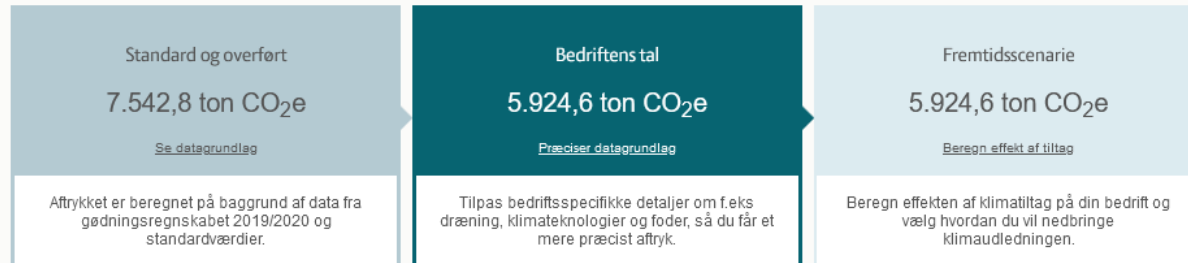 Standard og overført
7.542,8 ton CO₂e
Se datagrundlag
Aftrykket er beregnet på baggrund af data fra
gødningsregnskabet 2019/2020 og
standardværdier.
Bedriftens tal
5.924,6 ton CO₂e
Præciser datagrundlag
Tilpas bedriftsspecifikke detaljer om f.eks
dræning, klimateknologier og foder, så du får et
mere præcist aftryk.
Fremtidsscenarie
5.924,6 ton CO₂e
Beregn effekt af tiltag
Beregn effekten af klimatiltag på din bedrift og
vælg hvordan du vil nedbringe
klimaudledningen.